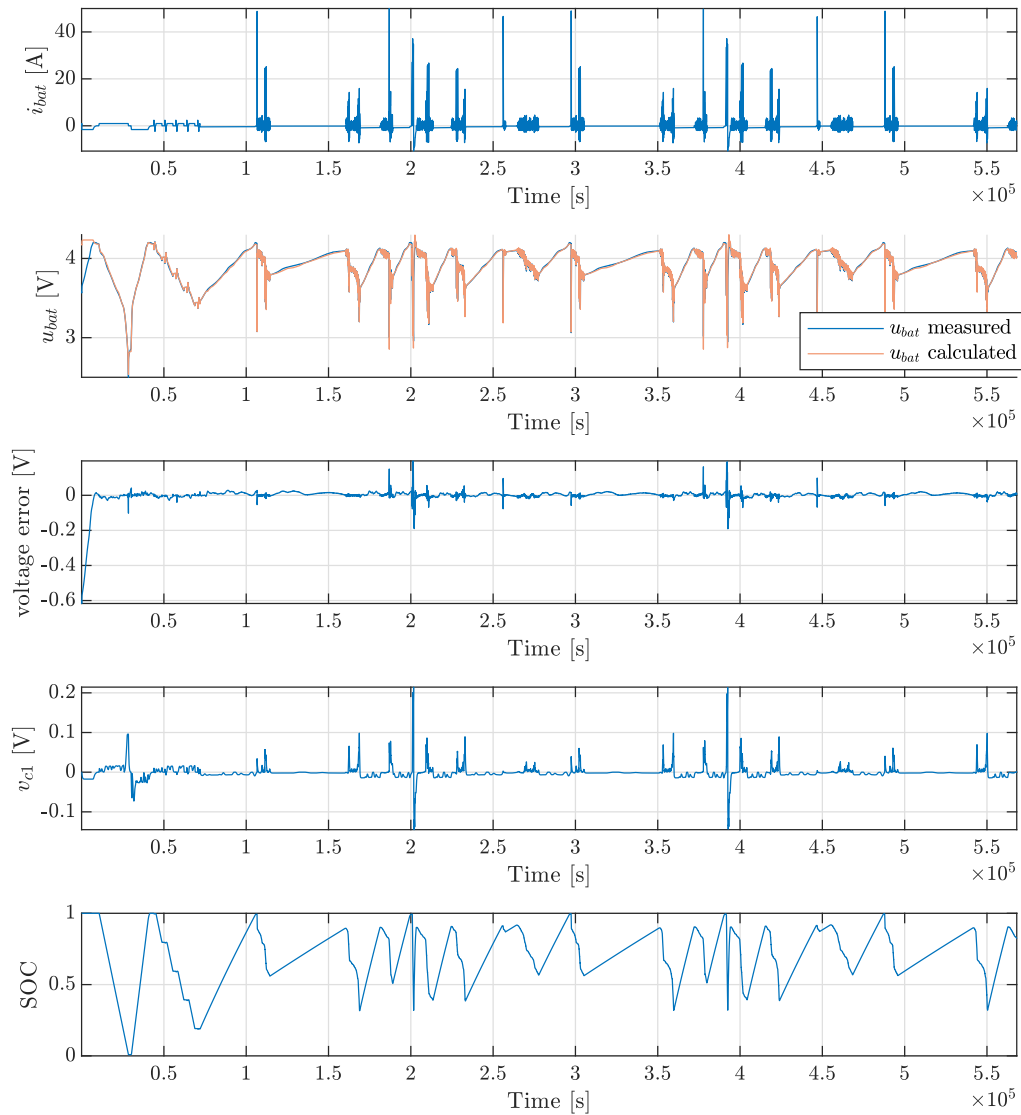 i_bat [A]
40
20
0
0.5 1 1.5 2 2.5 3 3.5 4 4.5 5 5.5
Time [s]
×10^5
u_bat [V]
4
3
u_bat measured
u_bat calculated
0.5 1 1.5 2 2.5 3 3.5 4 4.5 5 5.5
Time [s]
×10^5
voltage error [V]
0
-0.2
-0.4
-0.6
0.5 1 1.5 2 2.5 3 3.5 4 4.5 5 5.5
Time [s]
×10^5
v_c1 [V]
0.2
0.1
0
-0.1
0.5 1 1.5 2 2.5 3 3.5 4 4.5 5 5.5
Time [s]
×10^5
SOC
1
0.5
0
0.5 1 1.5 2 2.5 3 3.5 4 4.5 5 5.5
Time [s]
×10^5